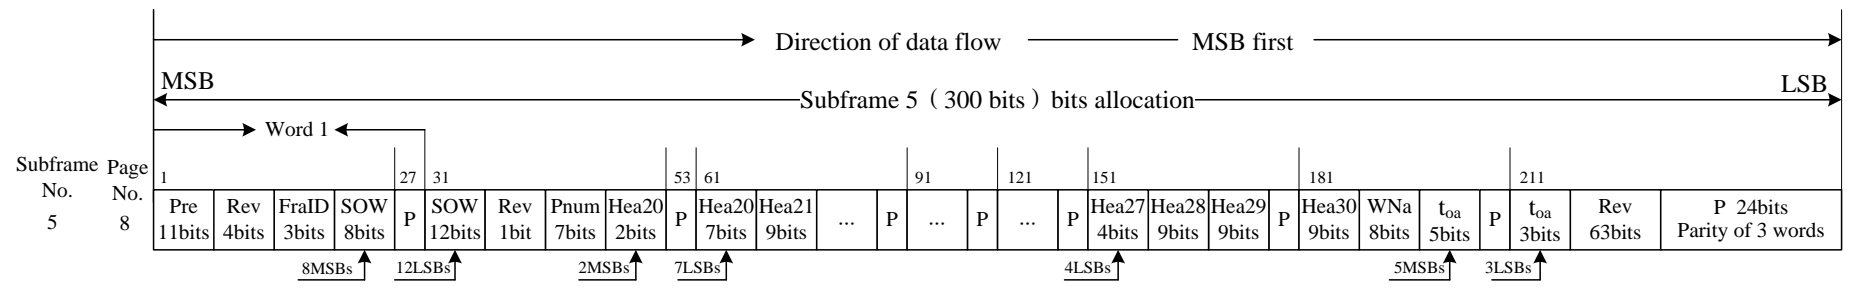 Direction of data flow MSB first
MSB LSB
Subframe 5（300 bits）bits allocation
Word 1
Subframe No. Page No.
1 27 31 53 61 91 121 151 181 211
5 8 Pre 11bits Rev 4bits FraID 3bits SOW 8bits P SOW 12bits Rev 1bit Pnum 7bits Hea20 2bits P Hea20 7bits Hea21 9bits ... P ... P ... P Hea27 4bits Hea28 9bits Hea29 9bits P Hea30 9bits WNa 8bits toa 5bits P toa 3bits Rev 63bits P 24bits Parity of 3 words
8MSBs 12LSBs 2MSBs 7LSBs 4LSBs 5MSBs 3LSBs